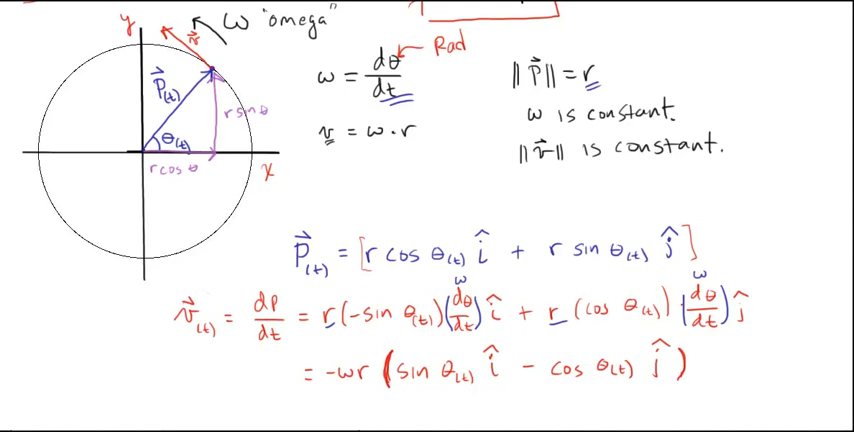 y
ω "omega"
v⃗
P⃗(t)
θ(t)
r sin θ
r cos θ
x
Rad
ω = dθ/dt
v = ω · r
‖P⃗‖ = r
ω is constant.
‖v⃗‖ is constant.
P⃗(t) = [r cos θ(t) î + r sin θ(t) ĵ]
ω ω
v⃗(t) = dP/dt = r(-sin θ(t))(dθ/dt) î + r (cos θ(t)) (dθ/dt) ĵ
= -ωr (sin θ(t) î - cos θ(t) ĵ)